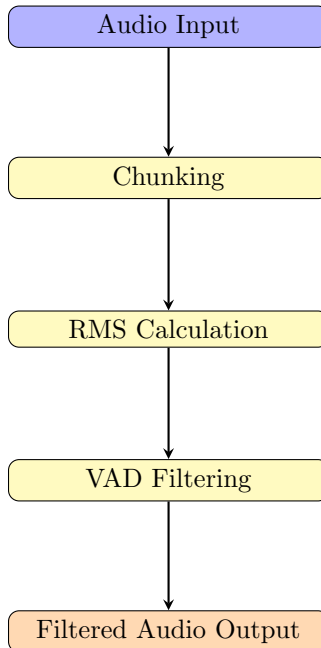 Audio Input
Chunking
RMS Calculation
VAD Filtering
Filtered Audio Output